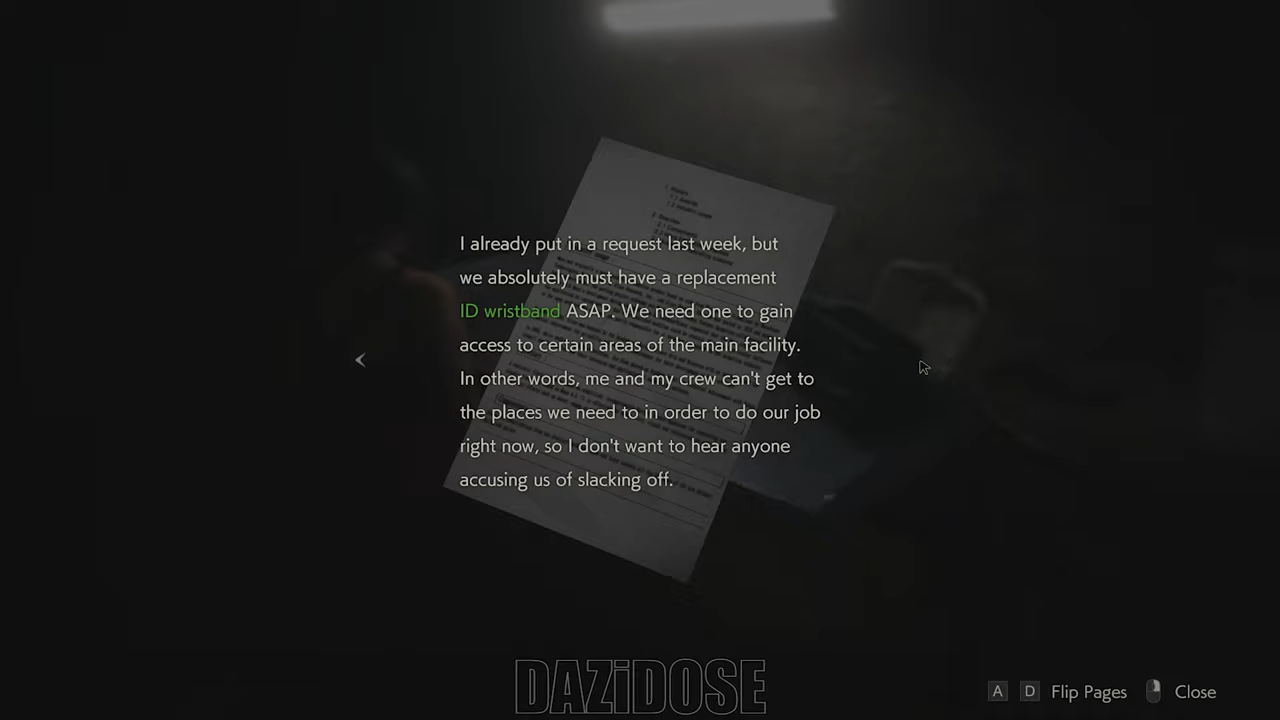 I already put in a request last week, but
we absolutely must have a replacement
ID wristband ASAP. We need one to gain
access to certain areas of the main facility.
In other words, me and my crew can't get to
the places we need to in order to do our job
right now, so I don't want to hear anyone
accusing us of slacking off.
DAZiDOSE
A D Flip Pages Close